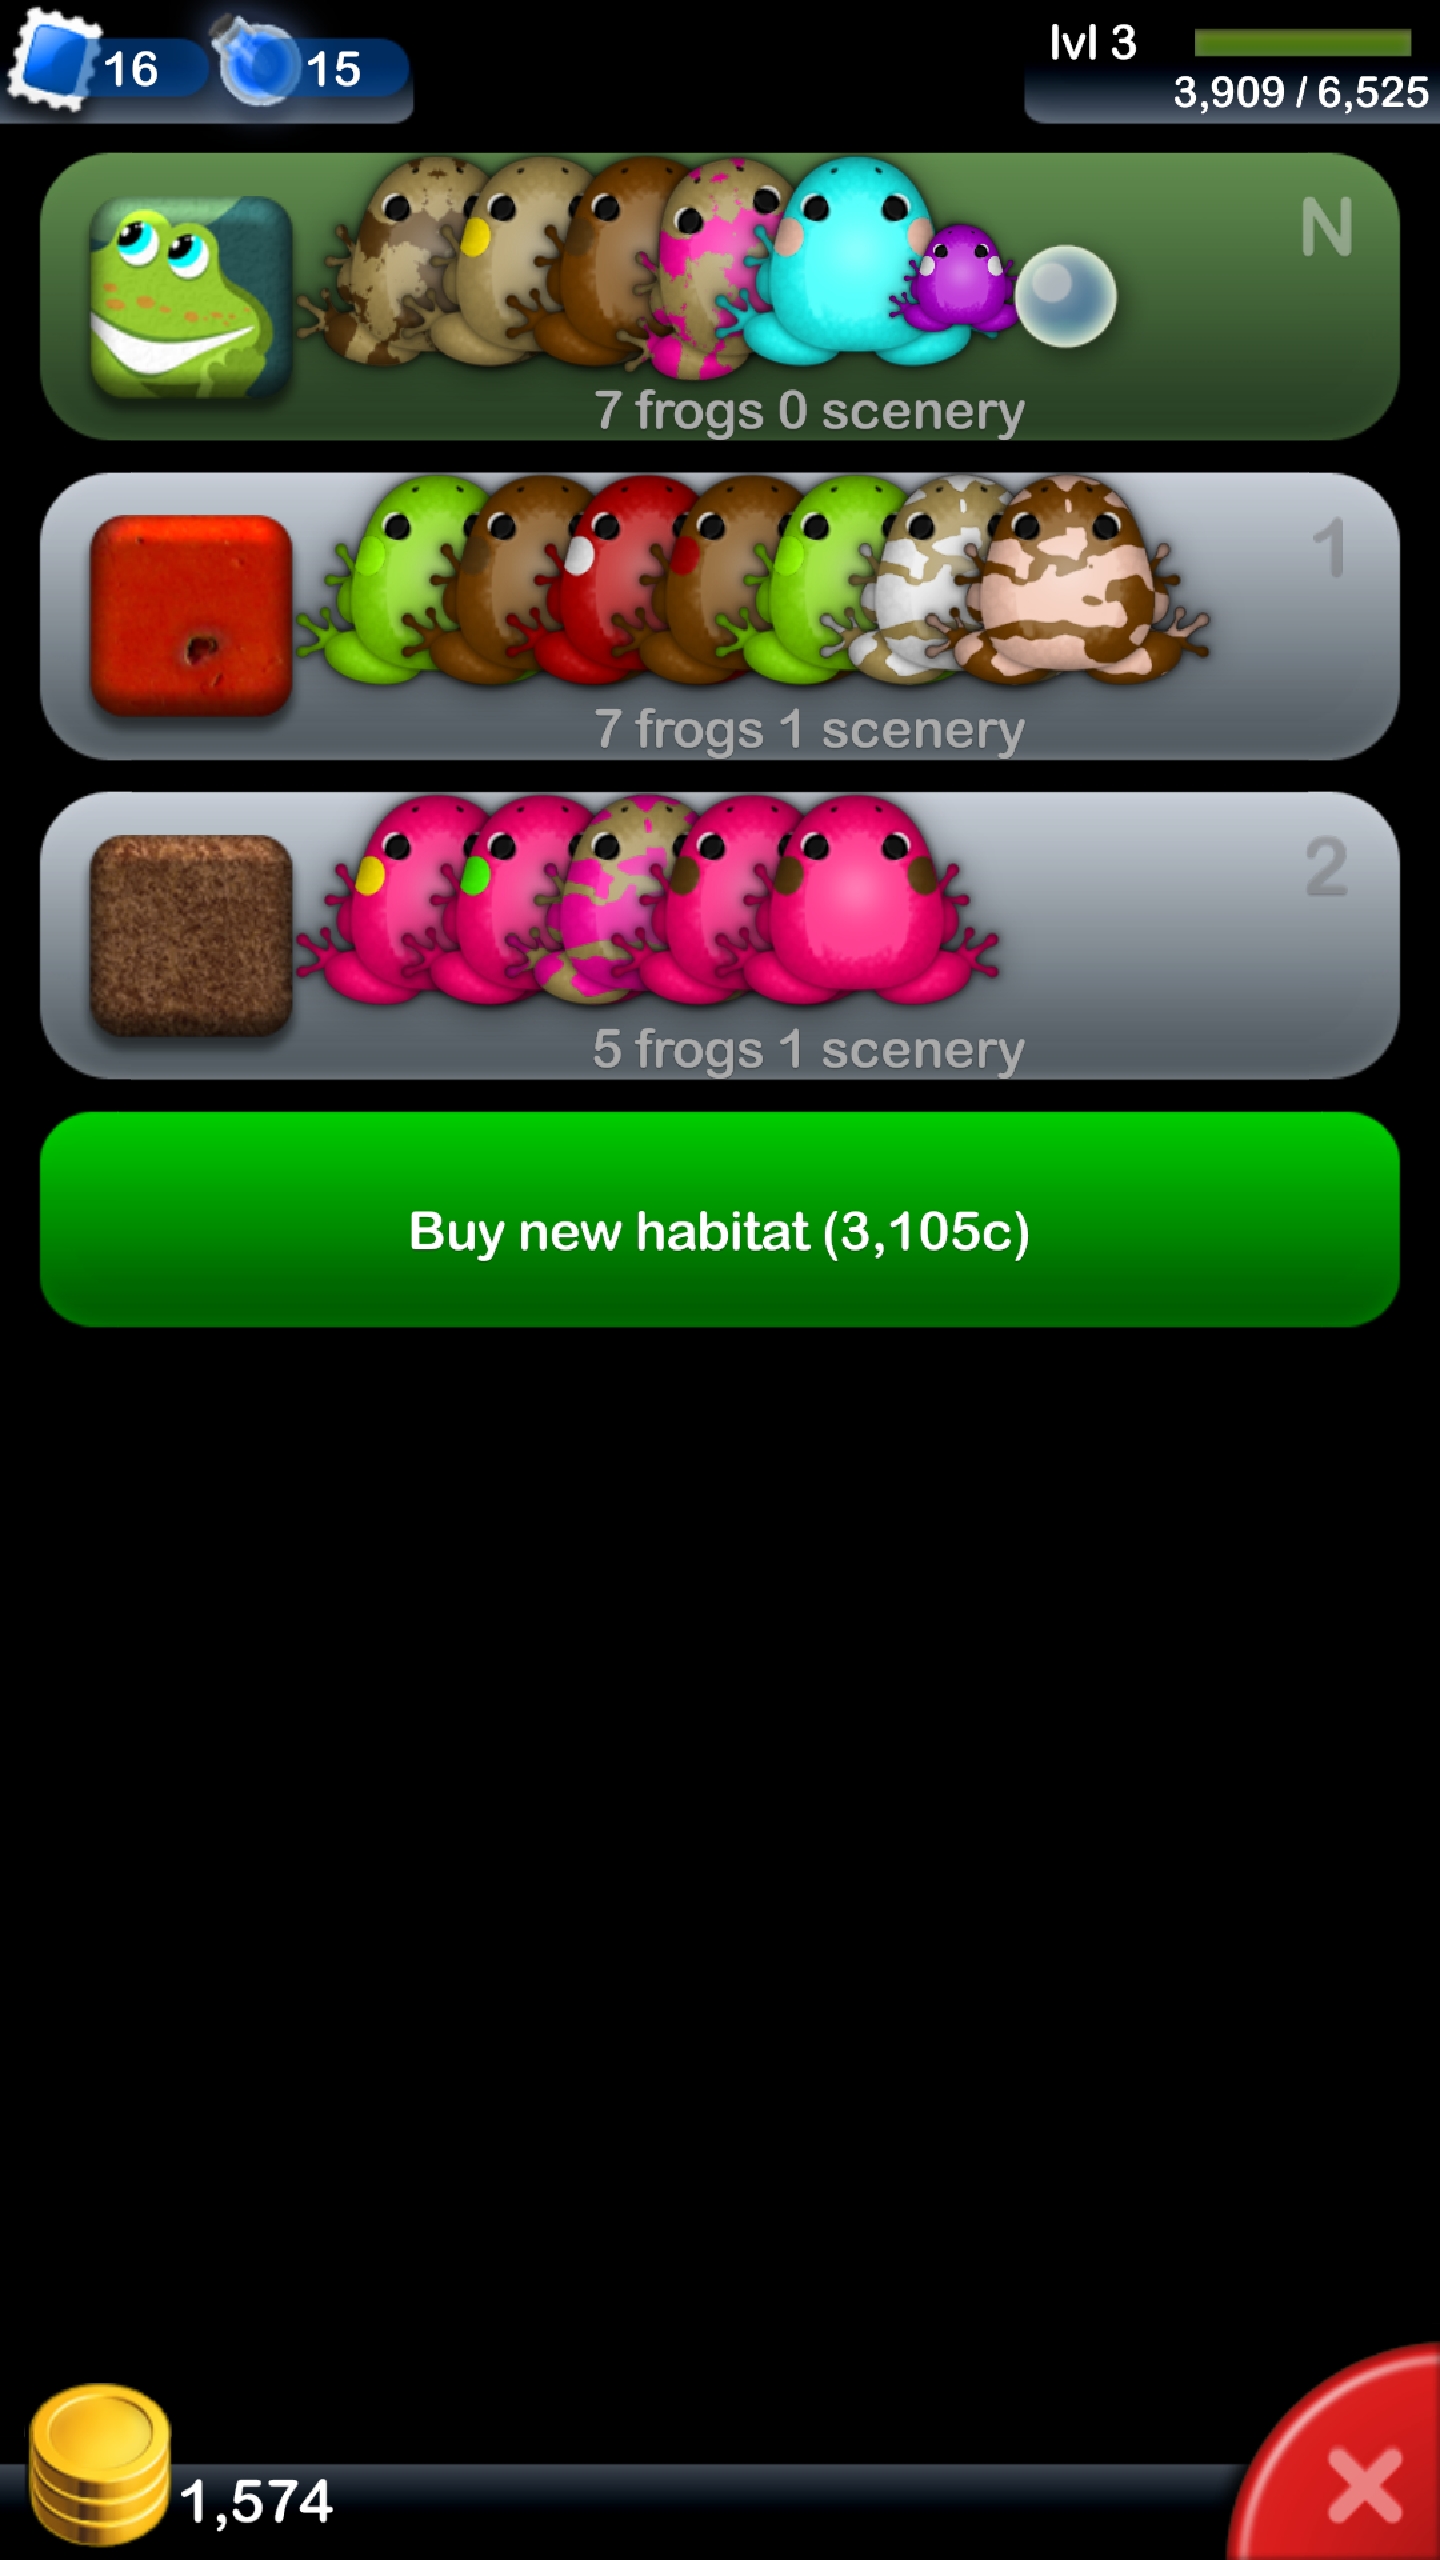 16
15
lvl 3
3,909 / 6,525
N
7 frogs 0 scenery
1
7 frogs 1 scenery
2
5 frogs 1 scenery
Buy new habitat (3,105c)
1,574